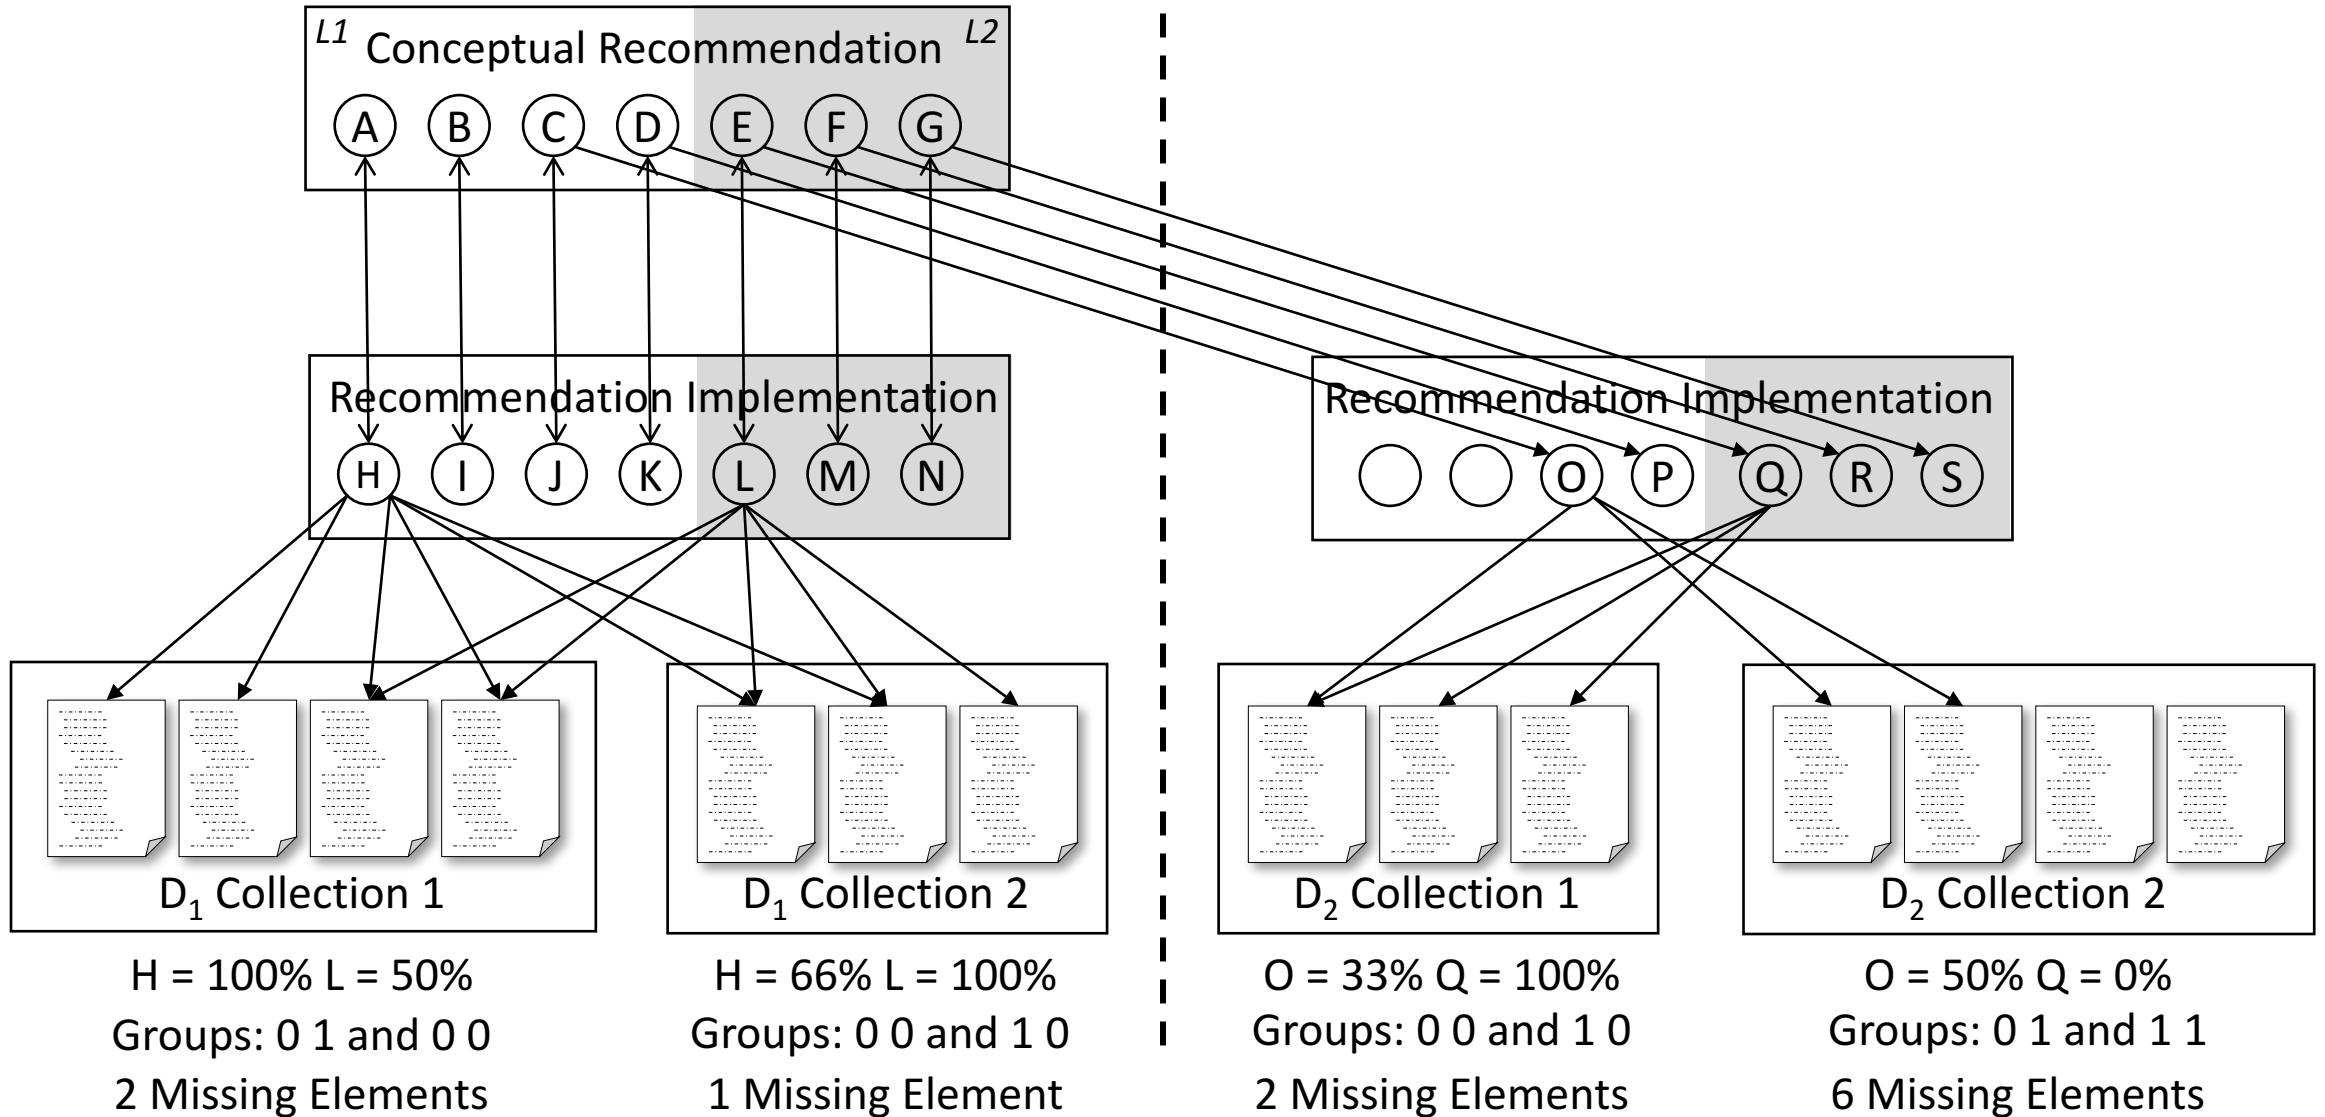 L1 Conceptual Recommendation L2
A B C D E F G
Recommendation Implementation
H I J K L M N
Recommendation Implementation
O P Q R S
D₁ Collection 1
D₁ Collection 2
D₂ Collection 1
D₂ Collection 2
H = 100% L = 50%
Groups: 0 1 and 0 0
2 Missing Elements
H = 66% L = 100%
Groups: 0 0 and 1 0
1 Missing Element
O = 33% Q = 100%
Groups: 0 0 and 1 0
2 Missing Elements
O = 50% Q = 0%
Groups: 0 1 and 1 1
6 Missing Elements